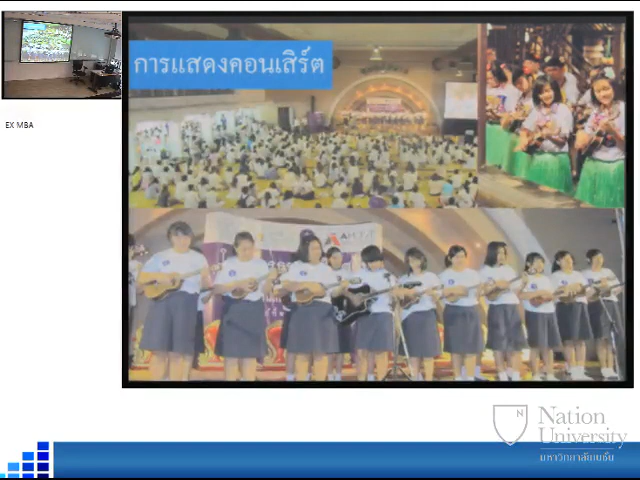 การแสดงคอนเสิร์ต
EX MBA
N
Nation
University
มหาวิทยาลัยเนชั่น